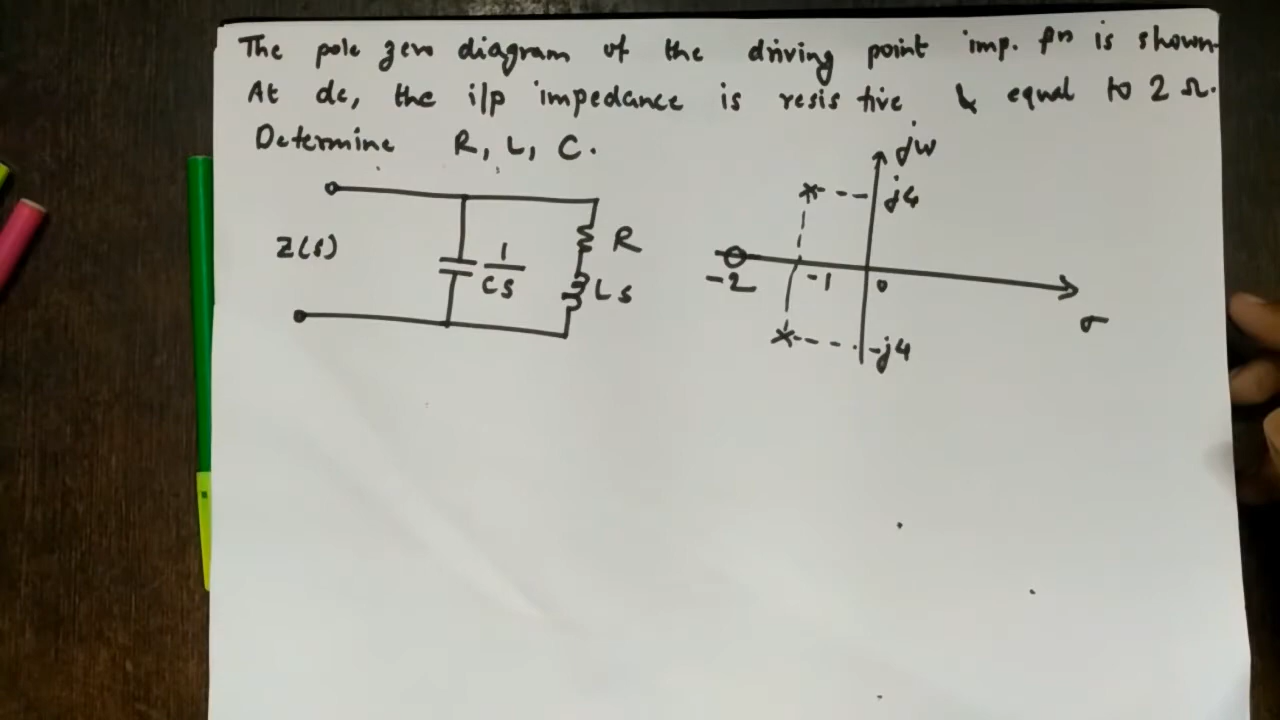 The pole zero diagram of the driving point imp. fn is shown.
At dc, the i/p impedance is resistive & equal to 2 Ω.
Determine R, L, C.
jω
j4
Z(s)
1/CS
R
LS
-2
-1
0
σ
-j4